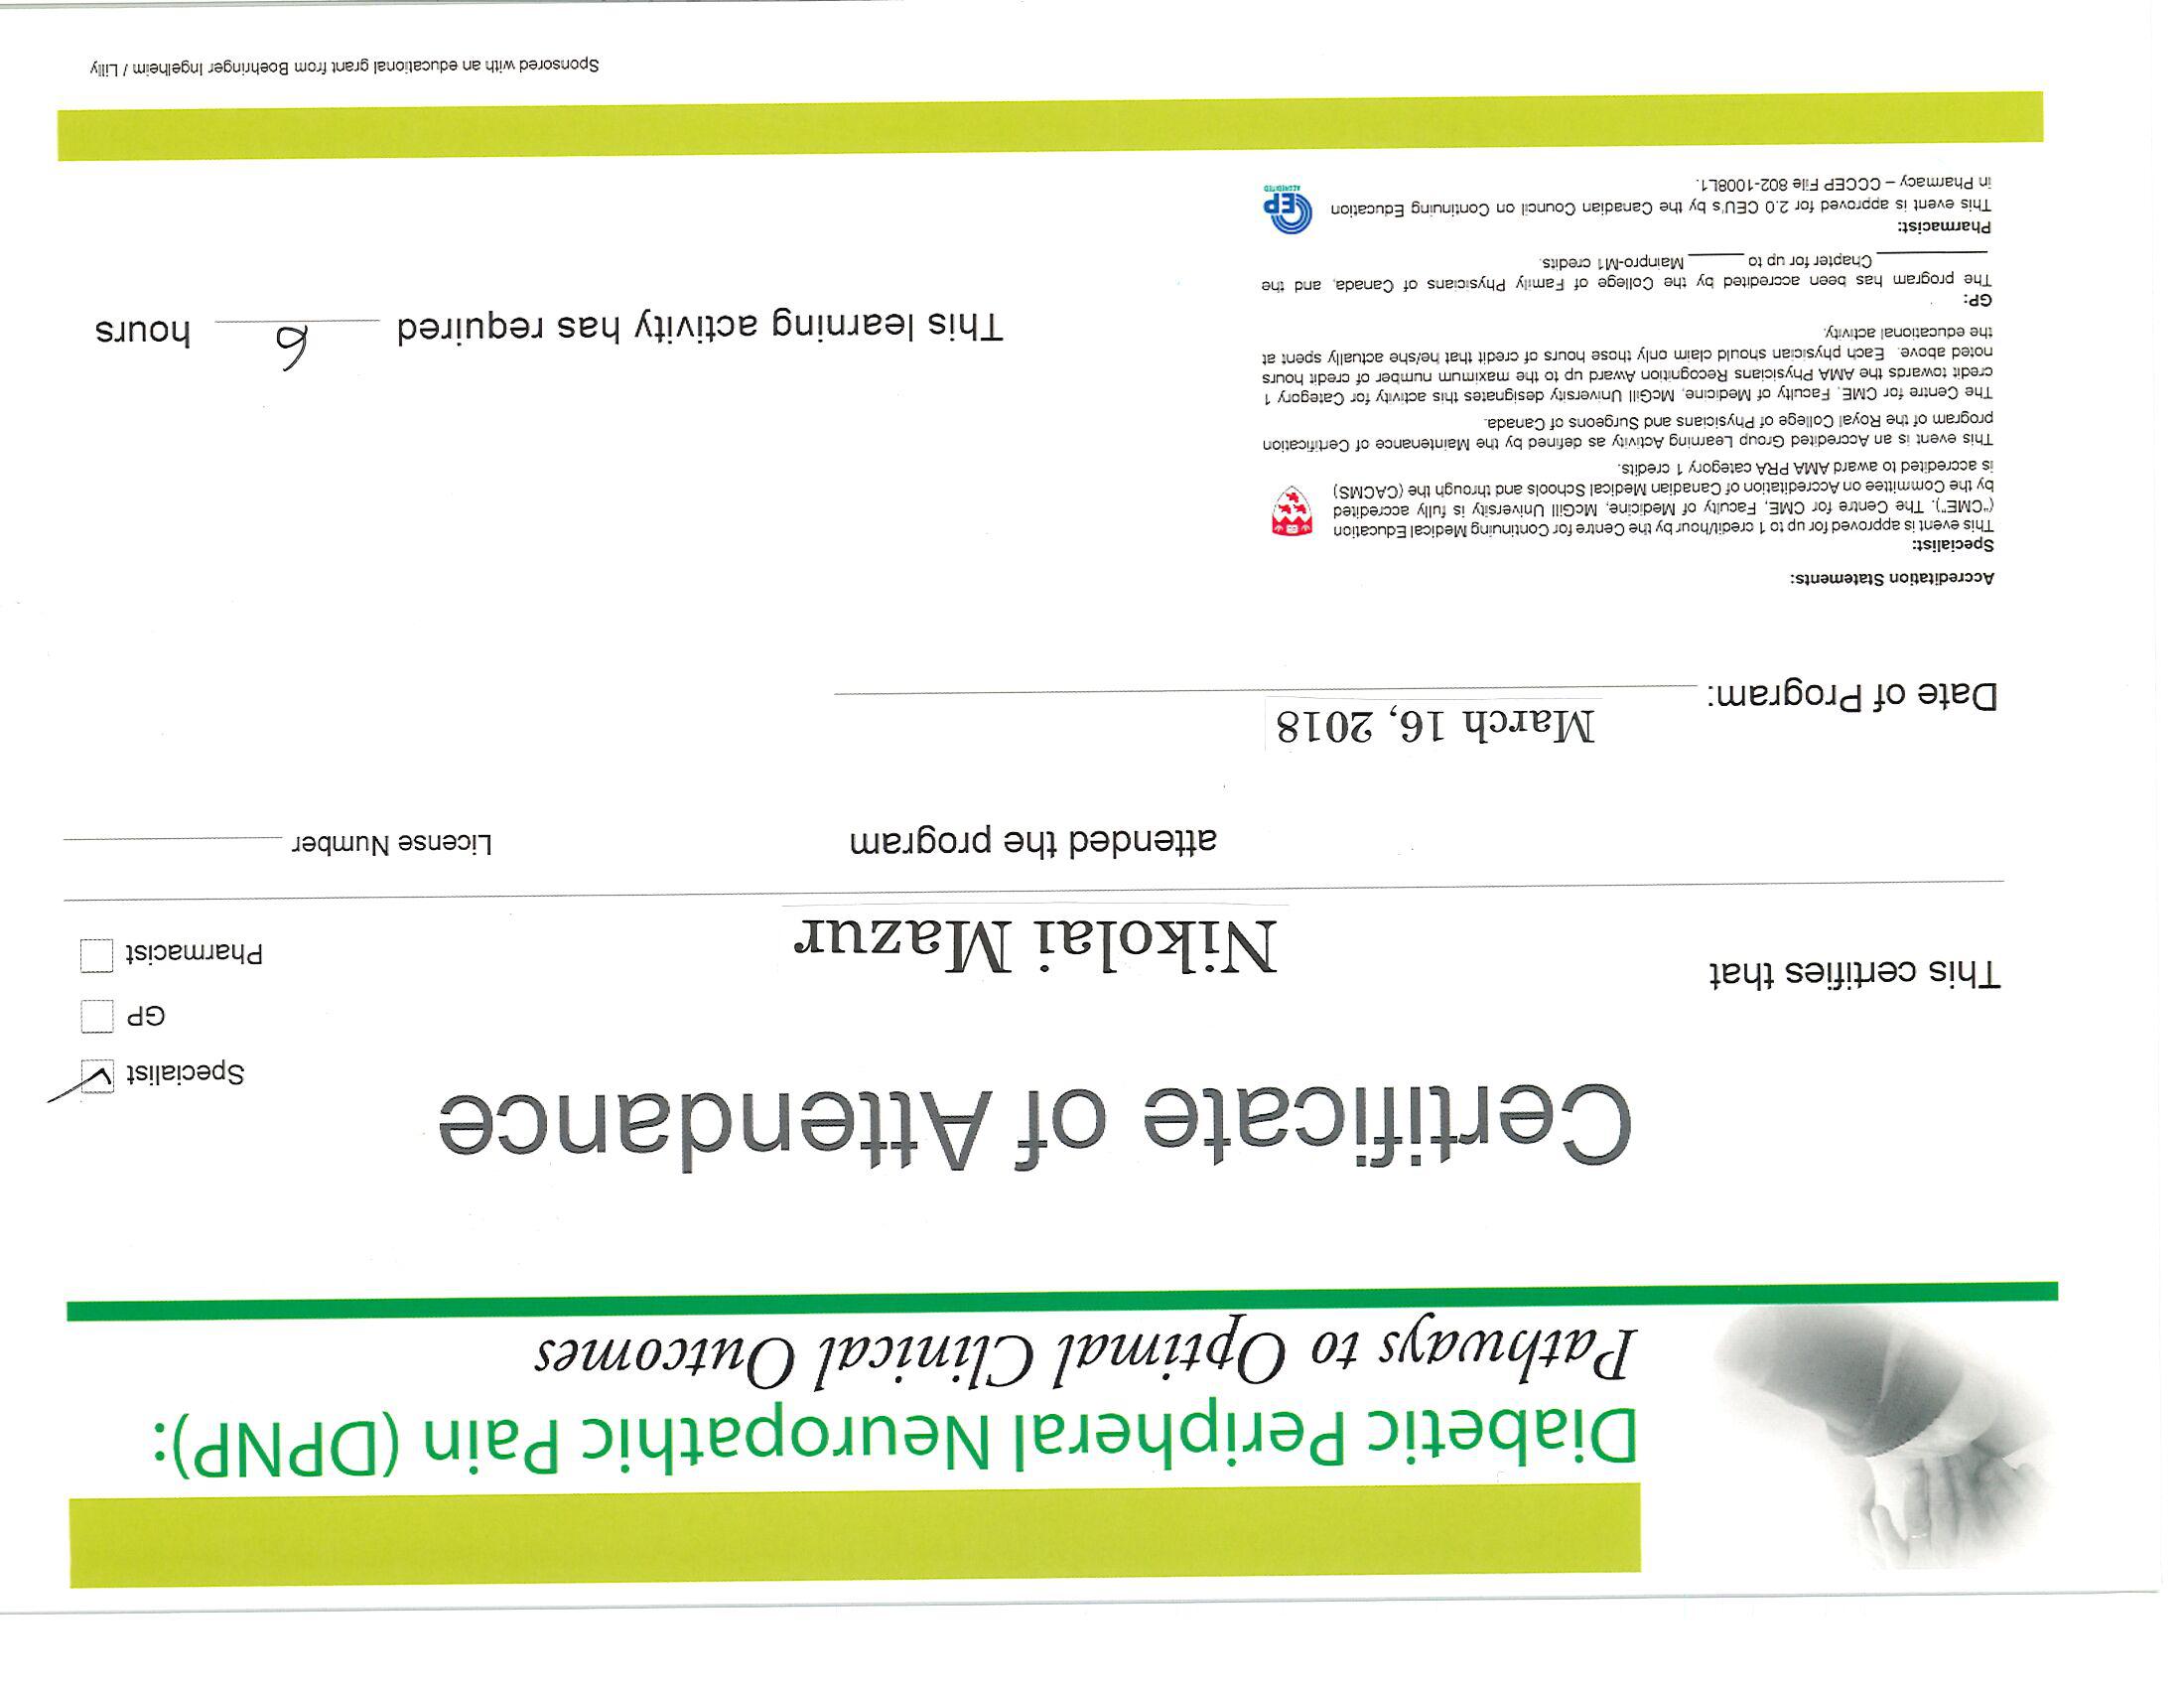 Diabetic Peripheral Neuropathic Pain (DPNP):
Pathways to Optimal Clinical Outcomes
Certificate of Attendance
Specialist
GP
Pharmacist
This certifies that
Nikolai Mazur
attended the program
License Number
Date of Program: March 16, 2018
Accreditation Statements:
Specialist:
This event is approved for up to 1 credit/hour by the Centre for Continuing Medical Education
("CME"). The Centre for CME, Faculty of Medicine, McGill University is fully accredited
by the Committee on Accreditation of Canadian Medical Schools and through the (CACMS)
is accredited to award AMA PRA category 1 credits.
This event is an Accredited Group Learning Activity as defined by the Maintenance of Certification
program of the Royal College of Physicians and Surgeons of Canada.
The Centre for CME, Faculty of Medicine, McGill University designates this activity for Category 1
credit towards the AMA Physicians Recognition Award up to the maximum number of credit hours
noted above. Each physician should claim only those hours of credit that he/she actually spent at
the educational activity.
GP:
The program has been accredited by the College of Family Physicians of Canada, and the
____________ Chapter for up to ______ Mainpro-M1 credits.
Pharmacist:
This event is approved for 2.0 CEU's by the Canadian Council on Continuing Education
in Pharmacy – CCCEP File 802-1008L1.
CEP
ACCREDITED
This learning activity has required 6 hours
Sponsored with an educational grant from Boehringer Ingelheim / Lilly